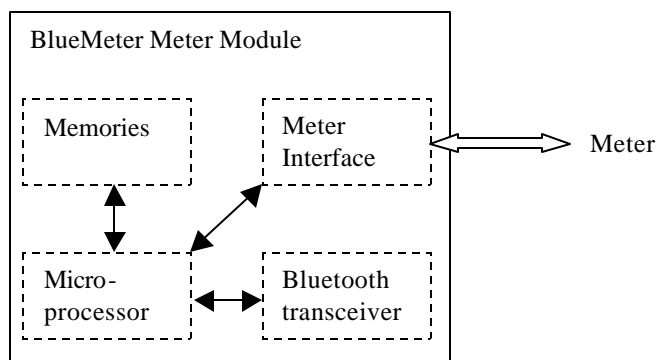 BlueMeter Meter Module
Memories
Meter
Interface
Meter
Micro-
processor
Bluetooth
transceiver